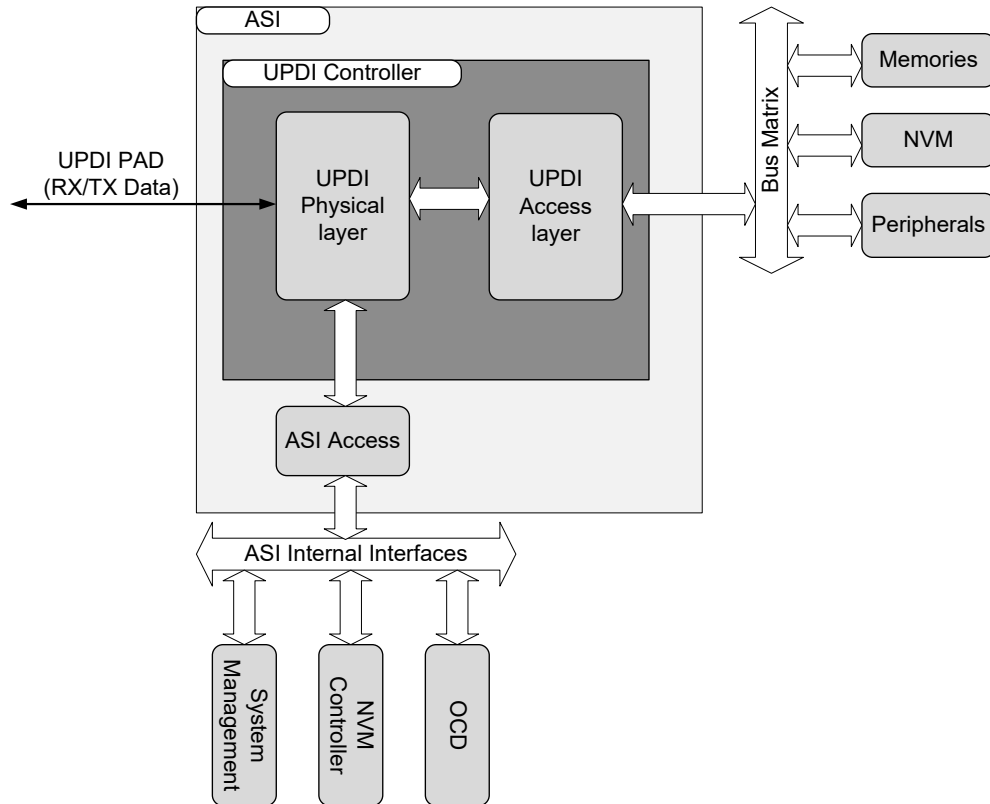 ASI
UPDI Controller
UPDI PAD
(RX/TX Data)
UPDI
Physical
layer
UPDI
Access
layer
Bus Matrix
Memories
NVM
Peripherals
ASI Access
ASI Internal Interfaces
System
Management
NVM
Controller
OCD